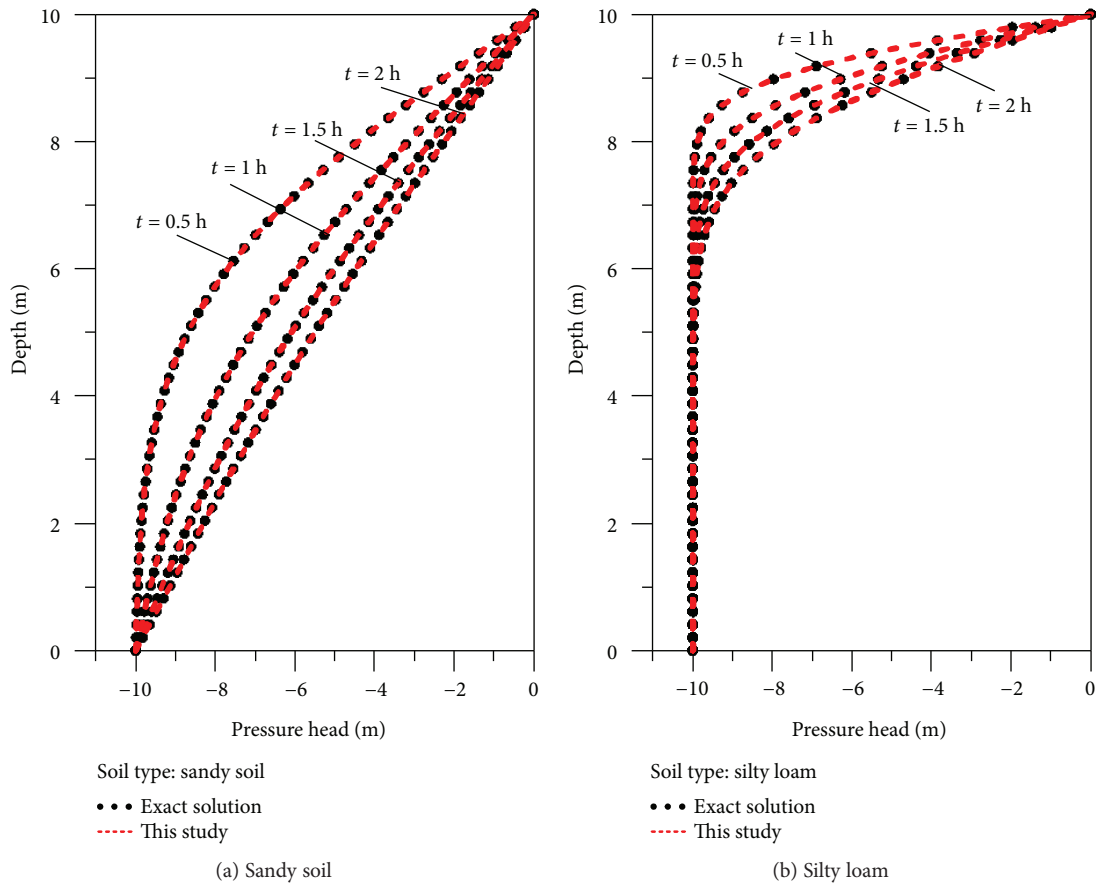 10
8
6
4
2
0
Depth (m)
t = 2 h
t = 1.5 h
t = 1 h
t = 0.5 h
−10
−8
−6
−4
−2
0
Pressure head (m)
Soil type: sandy soil
Exact solution
This study
(a) Sandy soil
10
8
6
4
2
0
Depth (m)
t = 1 h
t = 0.5 h
t = 2 h
t = 1.5 h
−10
−8
−6
−4
−2
0
Pressure head (m)
Soil type: silty loam
Exact solution
This study
(b) Silty loam